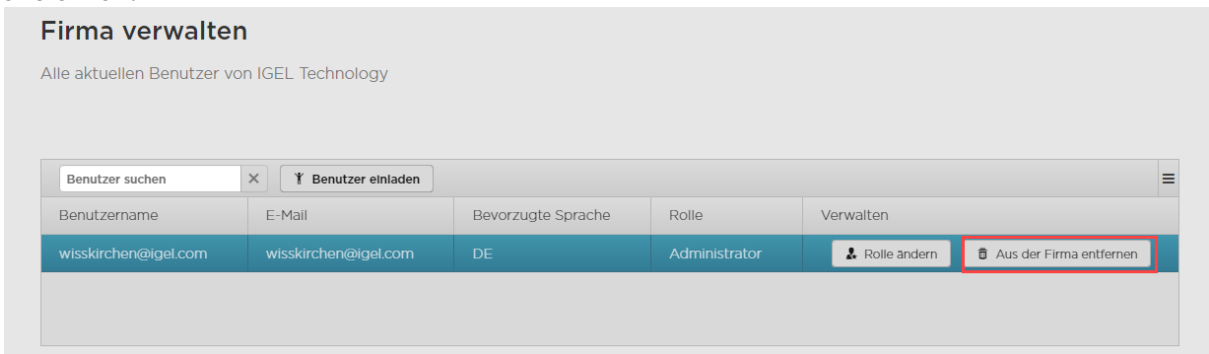 Firma verwalten
Alle aktuellen Benutzer von IGEL Technology
Benutzer suchen Benutzer einladen
Benutzername E-Mail Bevorzugte Sprache Rolle Verwalten
wisskirchen@igel.com wisskirchen@igel.com DE Administrator Rolle ändern Aus der Firma entfernen